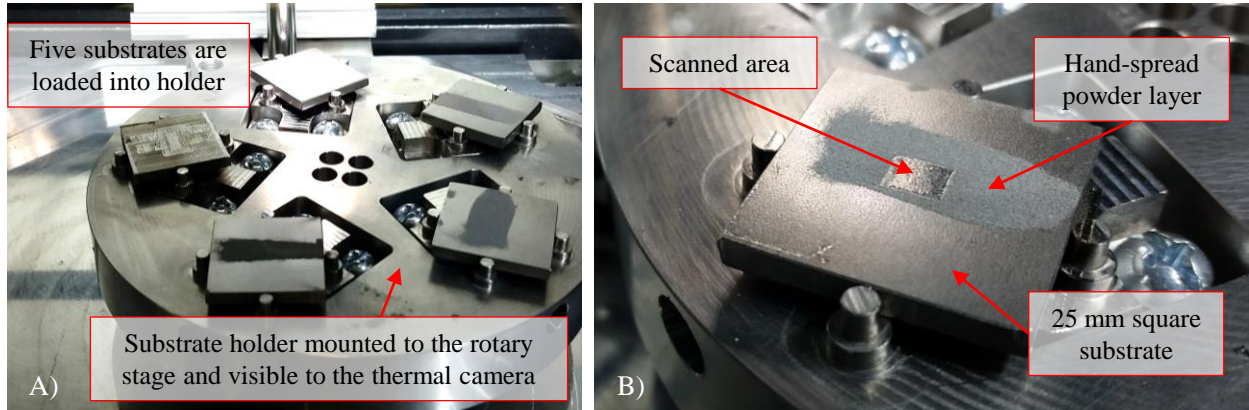 Five substrates are
loaded into holder
Substrate holder mounted to the rotary
stage and visible to the thermal camera
A)
Scanned area
Hand-spread
powder layer
25 mm square
substrate
B)